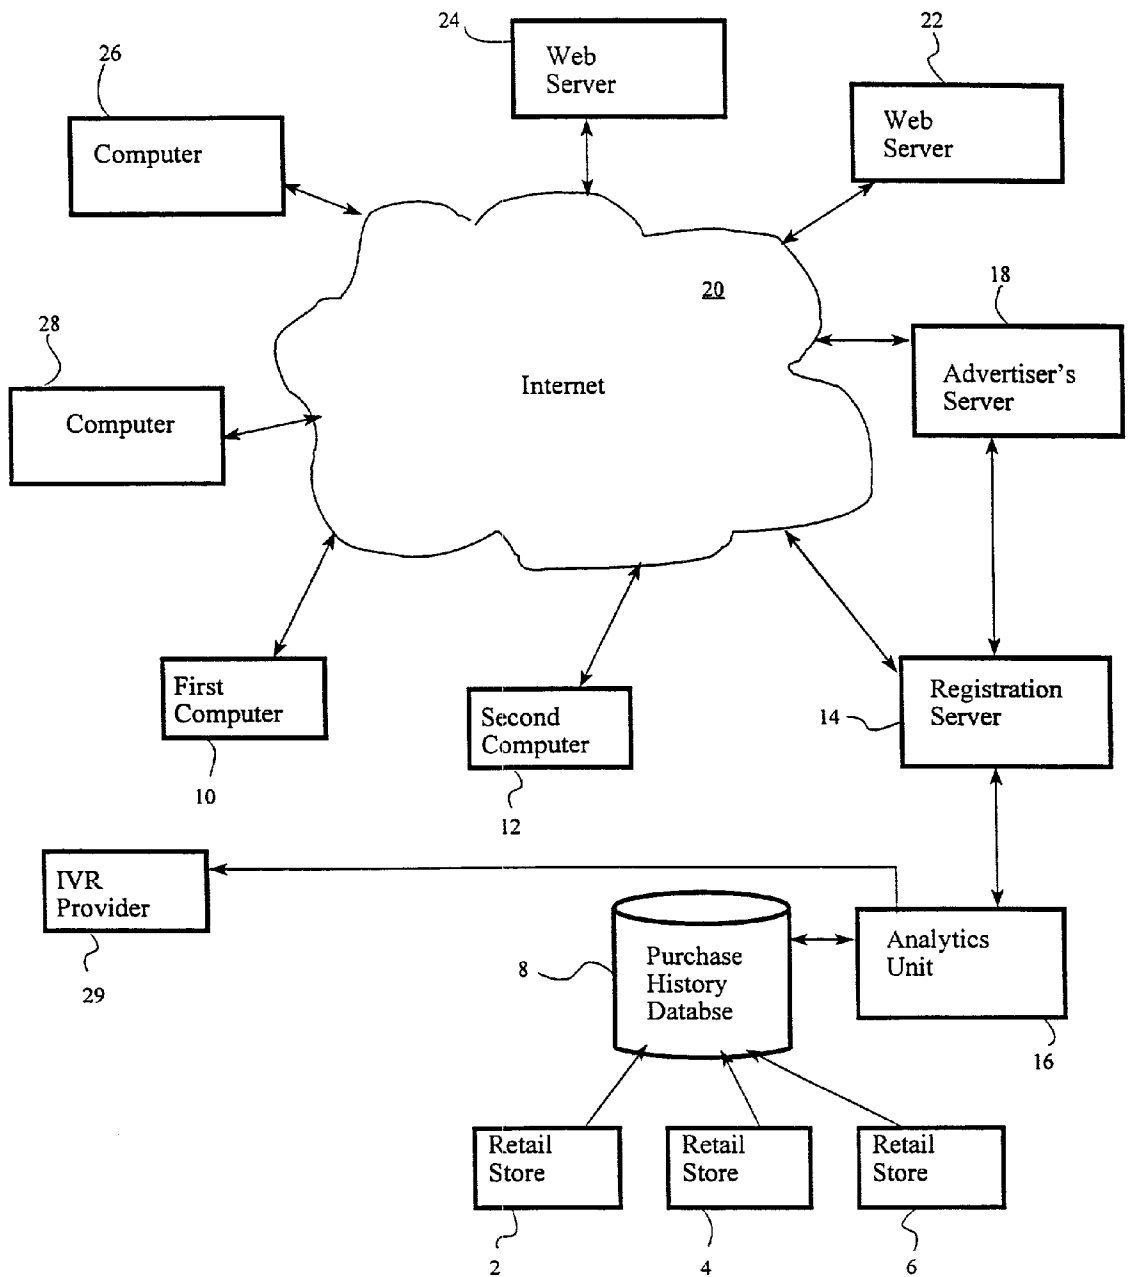 24
22
26
Web
Server
Web
Server
Computer
20
18
28
Internet
Advertiser's
Server
Computer
First
Computer
Second
Computer
Registration
Server
14
10
12
IVR
Provider
29
8
Purchase
History
Databse
Analytics
Unit
16
Retail
Store
Retail
Store
Retail
Store
2
4
6